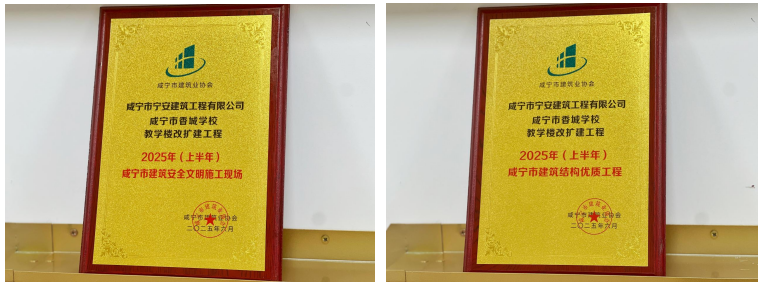 咸宁市建筑业协会
咸宁市宁安建筑工程有限公司
咸宁市香城学校
教学楼改扩建工程
2025年（上半年）
咸宁市建筑安全文明施工现场
咸宁市建筑业协会
二〇二五年六月
咸宁市建筑业协会
咸宁市宁安建筑工程有限公司
咸宁市香城学校
教学楼改扩建工程
2025年（上半年）
咸宁市建筑结构优质工程
咸宁市建筑业协会
二〇二五年六月